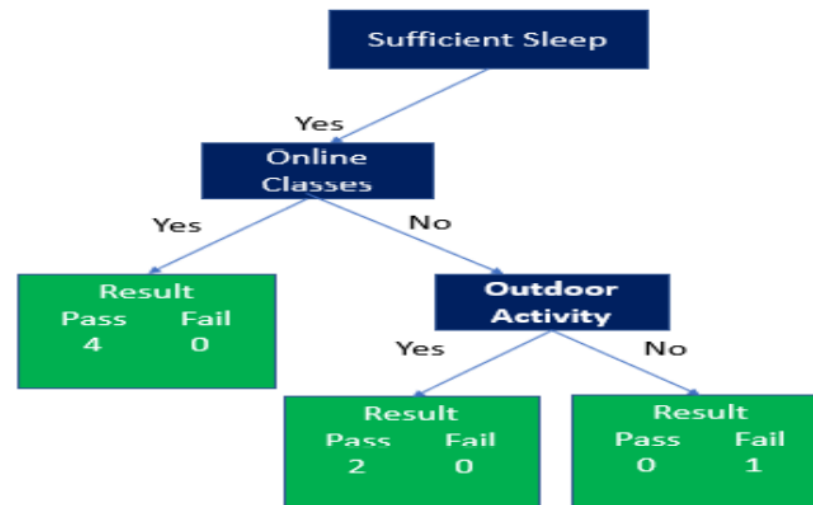 Sufficient Sleep
Yes
Online
Classes
Yes
No
Result
Pass Fail
4 0
Outdoor
Activity
Yes
No
Result
Pass Fail
2 0
Result
Pass Fail
0 1